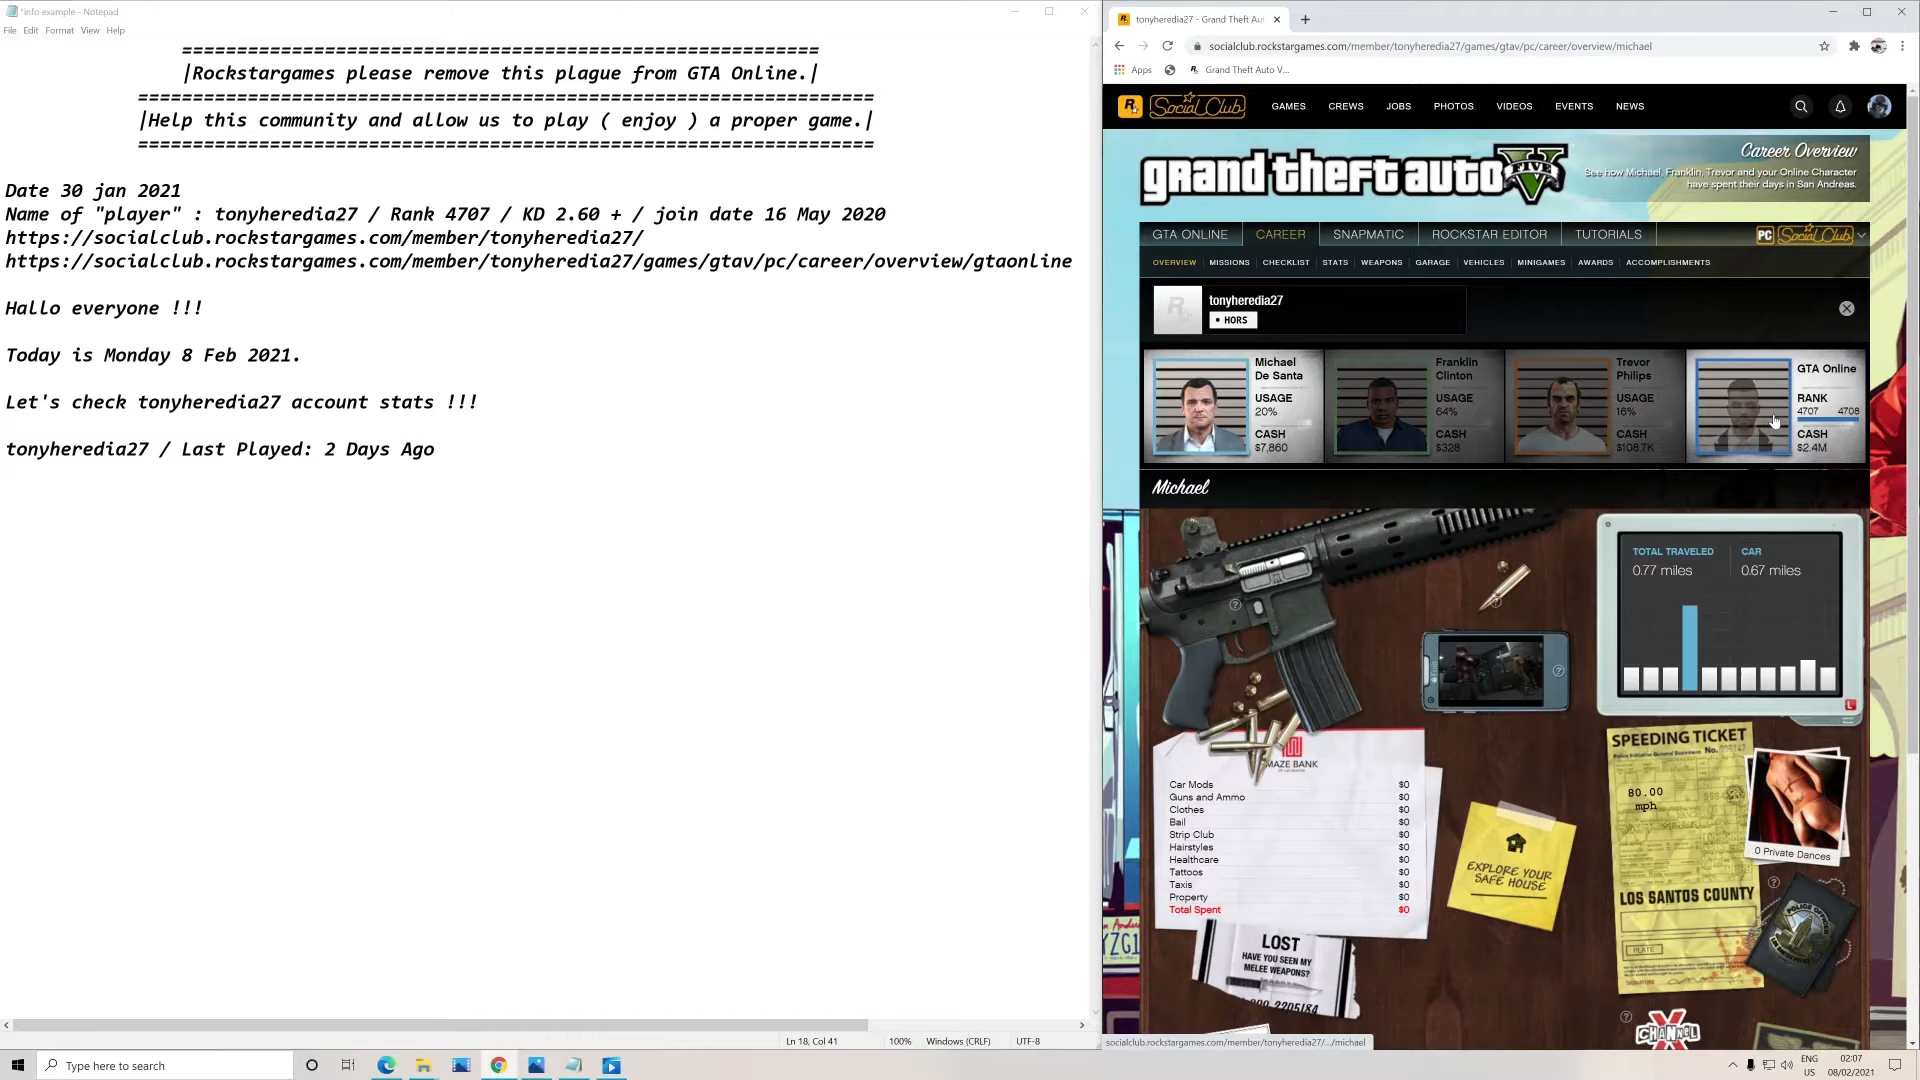 *info example - Notepad
File Edit Format View Help
===========================================================
|Rockstargames please remove this plague from GTA Online.|
===================================================================
|Help this community and allow us to play ( enjoy ) a proper game.|
===================================================================
Date 30 jan 2021
Name of "player" : tonyheredia27 / Rank 4707 / KD 2.60 + / join date 16 May 2020
https://socialclub.rockstargames.com/member/tonyheredia27/
https://socialclub.rockstargames.com/member/tonyheredia27/games/gtav/pc/career/overview/gtaonline
Hallo everyone !!!
Today is Monday 8 Feb 2021.
Let's check tonyheredia27 account stats !!!
tonyheredia27 / Last Played: 2 Days Ago
Ln 18, Col 41 100% Windows (CRLF) UTF-8
tonyheredia27 - Grand Theft Aut
socialclub.rockstargames.com/member/tonyheredia27/games/gtav/pc/career/overview/michael
Apps Grand Theft Auto V...
R Social Club GAMES CREWS JOBS PHOTOS VIDEOS EVENTS NEWS
grand theft auto V FIVE
Career Overview
See how Michael, Franklin, Trevor and your Online Character
have spent their days in San Andreas.
GTA ONLINE CAREER SNAPMATIC ROCKSTAR EDITOR TUTORIALS PC Social Club
OVERVIEW MISSIONS CHECKLIST STATS WEAPONS GARAGE VEHICLES MINIGAMES AWARDS ACCOMPLISHMENTS
tonyheredia27
• HORS
Michael
De Santa
USAGE
20%
CASH
$7,860
Franklin
Clinton
USAGE
64%
CASH
$328
Trevor
Philips
USAGE
16%
CASH
$108.7K
GTA Online
RANK
4707 4708
CASH
$2.4M
Michael
TOTAL TRAVELED CAR
0.77 miles 0.67 miles
MAZE BANK
Car Mods $0
Guns and Ammo $0
Clothes $0
Bail $0
Strip Club $0
Hairstyles $0
Healthcare $0
Tattoos $0
Taxis $0
Property $0
Total Spent $0
EXPLORE YOUR
SAFE HOUSE
SPEEDING TICKET
No.
80.00
mph
0 Private Dances
LOS SANTOS COUNTY
PLATE
LOST
HAVE YOU SEEN MY
MELEE WEAPONS?
CHANNEL X
socialclub.rockstargames.com/member/tonyheredia27/.../michael
Type here to search
ENG
US
02:07
08/02/2021